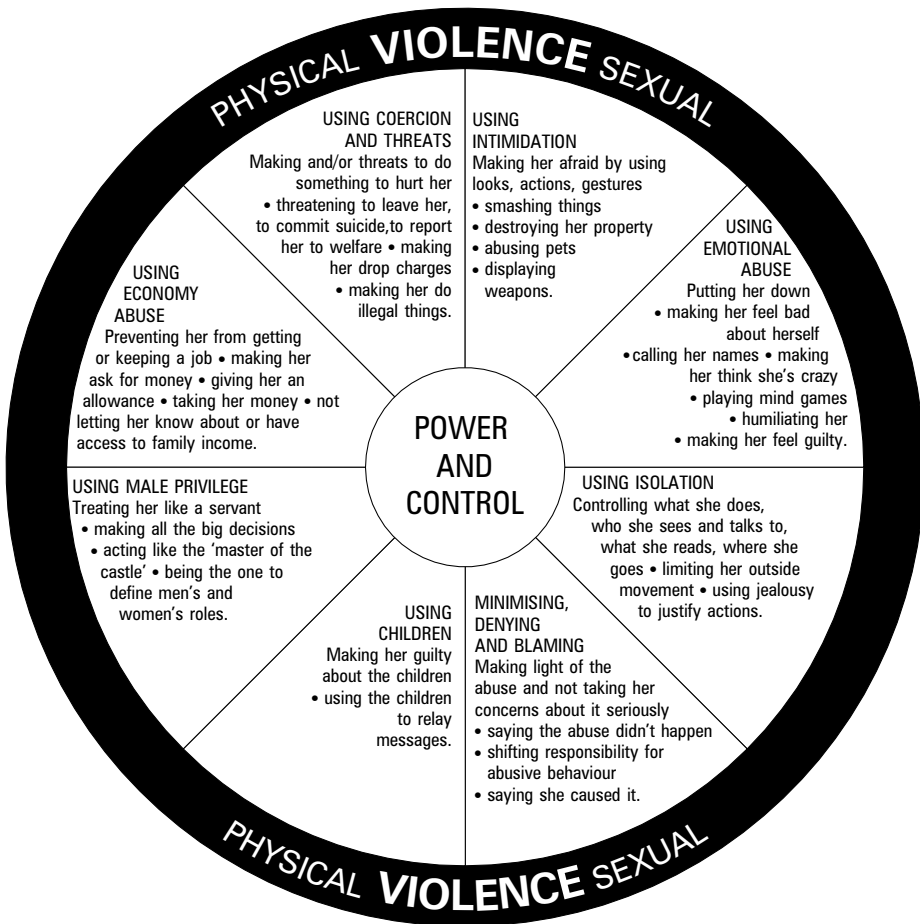 PHYSICAL VIOLENCE SEXUAL
USING COERCION
AND THREATS
Making and/or threats to do
something to hurt her
• threatening to leave her,
to commit suicide,to report
her to welfare • making
her drop charges
• making her do
illegal things.
USING
INTIMIDATION
Making her afraid by using
looks, actions, gestures
• smashing things
• destroying her property
• abusing pets
• displaying
weapons.
USING
EMOTIONAL
ABUSE
Putting her down
• making her feel bad
about herself
•calling her names • making
her think she's crazy
• playing mind games
• humiliating her
• making her feel guilty.
USING
ECONOMY
ABUSE
Preventing her from getting
or keeping a job • making her
ask for money • giving her an
allowance • taking her money • not
letting her know about or have
access to family income.
POWER
AND
CONTROL
USING MALE PRIVILEGE
Treating her like a servant
• making all the big decisions
• acting like the ‘master of the
castle’ • being the one to
define men's and
women's roles.
USING ISOLATION
Controlling what she does,
who she sees and talks to,
what she reads, where she
goes • limiting her outside
movement • using jealousy
to justify actions.
USING
CHILDREN
Making her guilty
about the children
• using the children
to relay
messages.
MINIMISING,
DENYING
AND BLAMING
Making light of the
abuse and not taking her
concerns about it seriously
• saying the abuse didn't happen
• shifting responsibility for
abusive behaviour
• saying she caused it.
PHYSICAL VIOLENCE SEXUAL